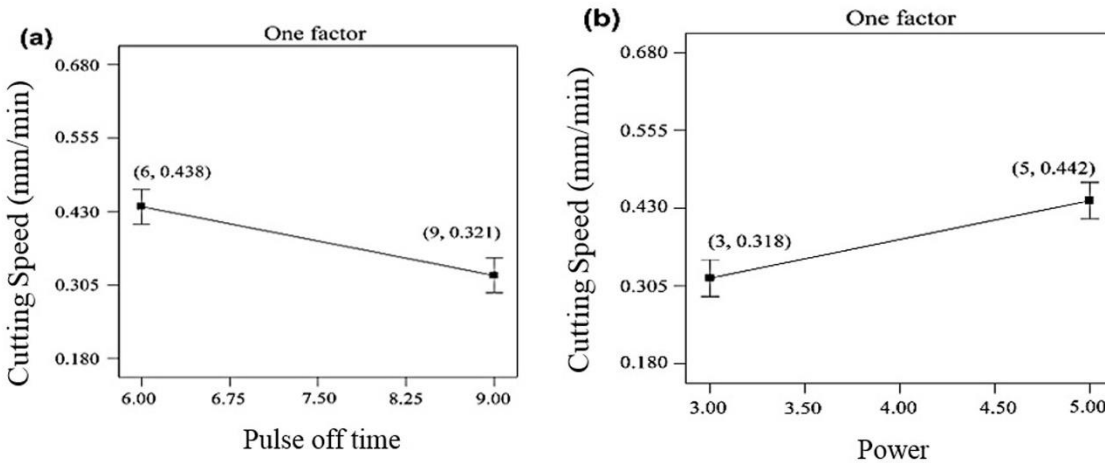 (a)
One factor
Cutting Speed (mm/min)
0.680
0.555
0.430
0.305
0.180
(6, 0.438)
(9, 0.321)
6.00 6.75 7.50 8.25 9.00
Pulse off time
(b)
One factor
Cutting Speed (mm/min)
0.680
0.555
0.430
0.305
0.180
(5, 0.442)
(3, 0.318)
3.00 3.50 4.00 4.50 5.00
Power